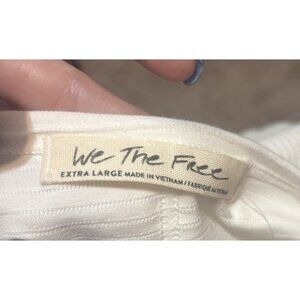 We The Free
EXTRA LARGE MADE IN VIETNAM / FABRIQUÉ AU VIETNAM